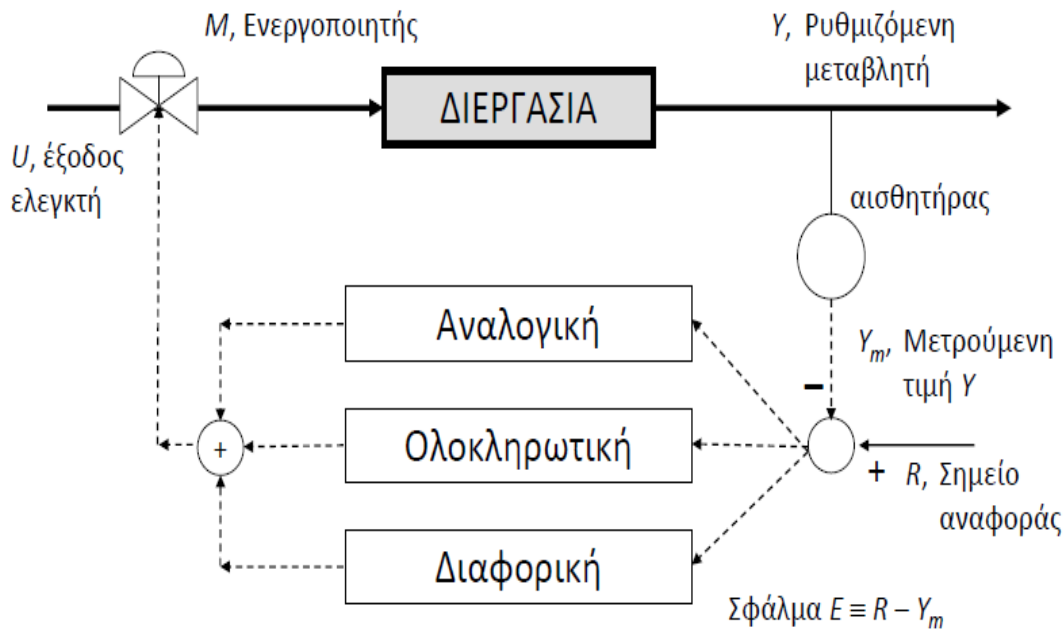 M, Ενεργοποιητής
Y, Ρυθμιζόμενη
μεταβλητή
ΔΙΕΡΓΑΣΙΑ
U, έξοδος
ελεγκτή
αισθητήρας
Αναλογική
Yₘ, Μετρούμενη
τιμή Y
−
Ολοκληρωτική
+
+ R, Σημείο
αναφοράς
Διαφορική
Σφάλμα E ≡ R – Yₘ